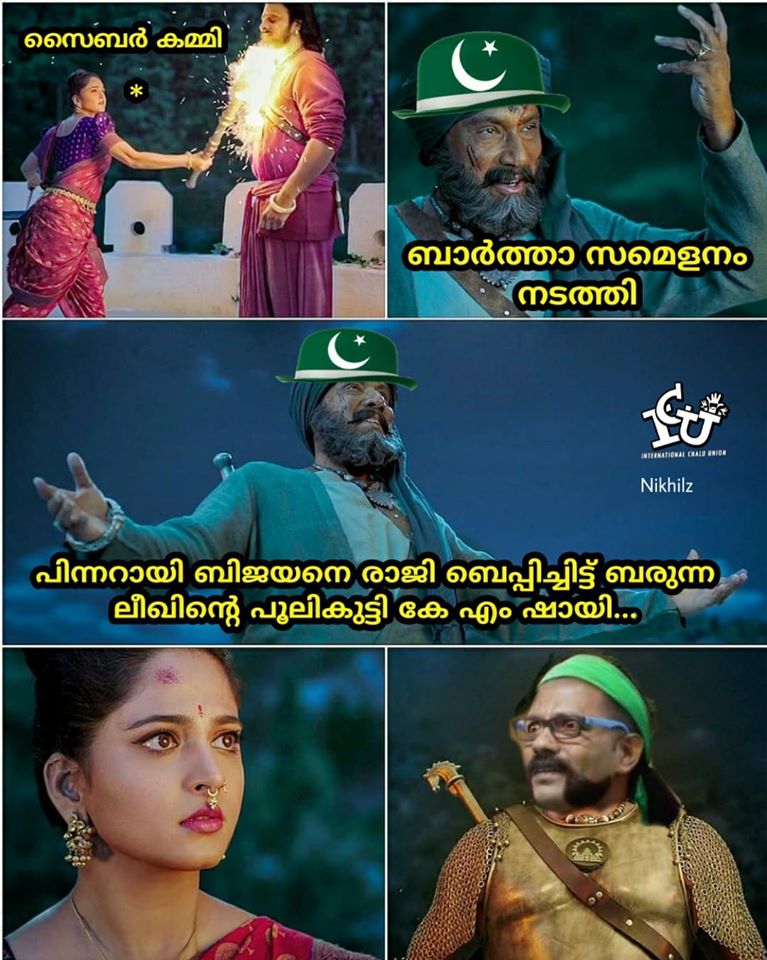 സൈബർ കമ്മി
*
ബാർത്താ സമെളനം
നടത്തി
ICU
INTERNATIONAL CHALU UNION
Nikhilz
പിന്നറായി ബിജയനെ രാജി ബെപ്പിച്ചിട്ട് ബരുന്ന
ലീഖിന്റെ പൂലികുട്ടി കേ എം ഷായി...